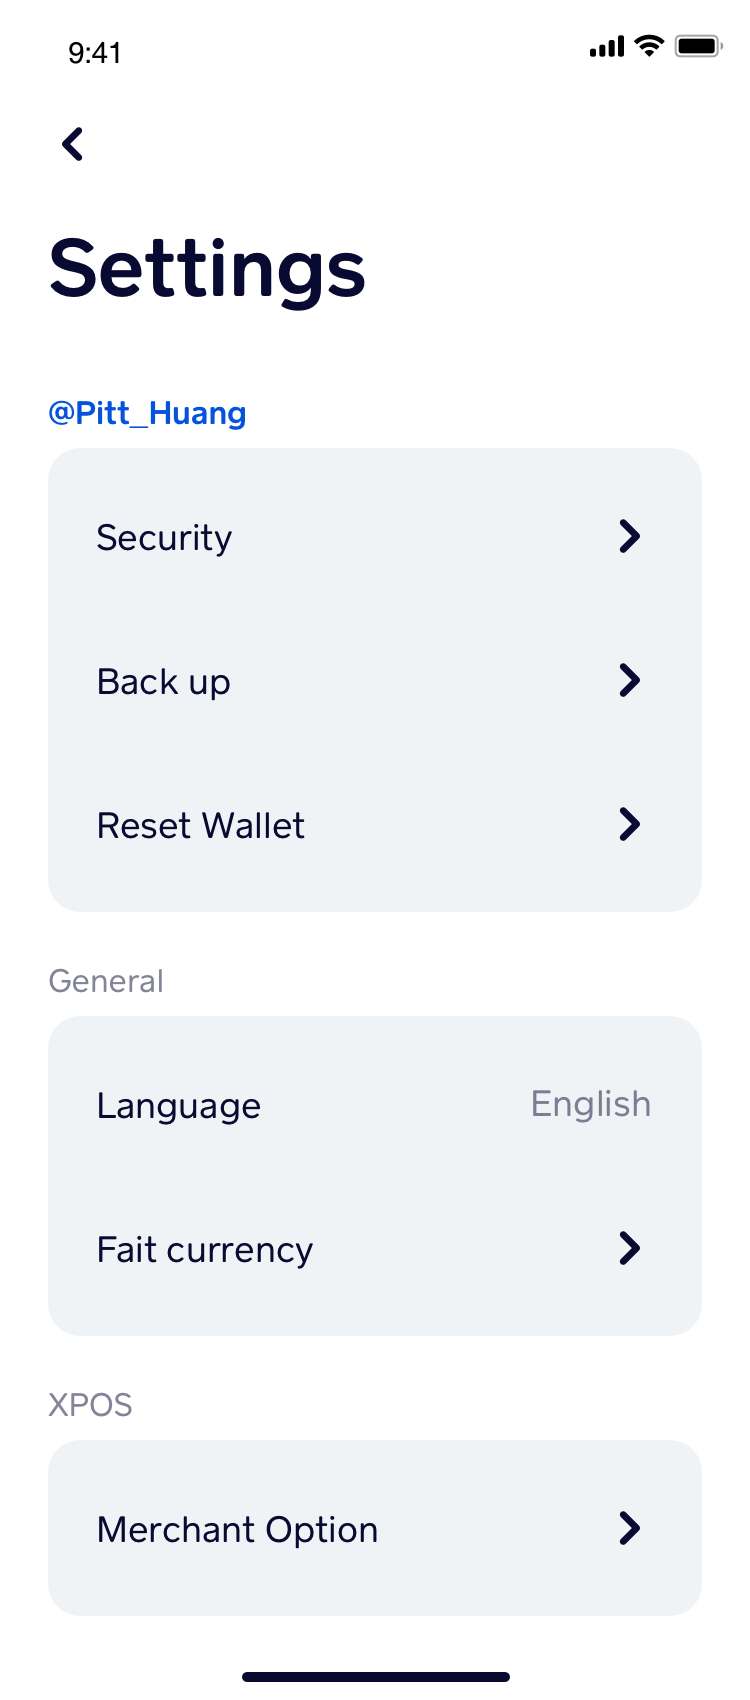 9:41
Settings
@Pitt_Huang
Security
Back up
Reset Wallet
General
Language English
Fait currency
XPOS
Merchant Option